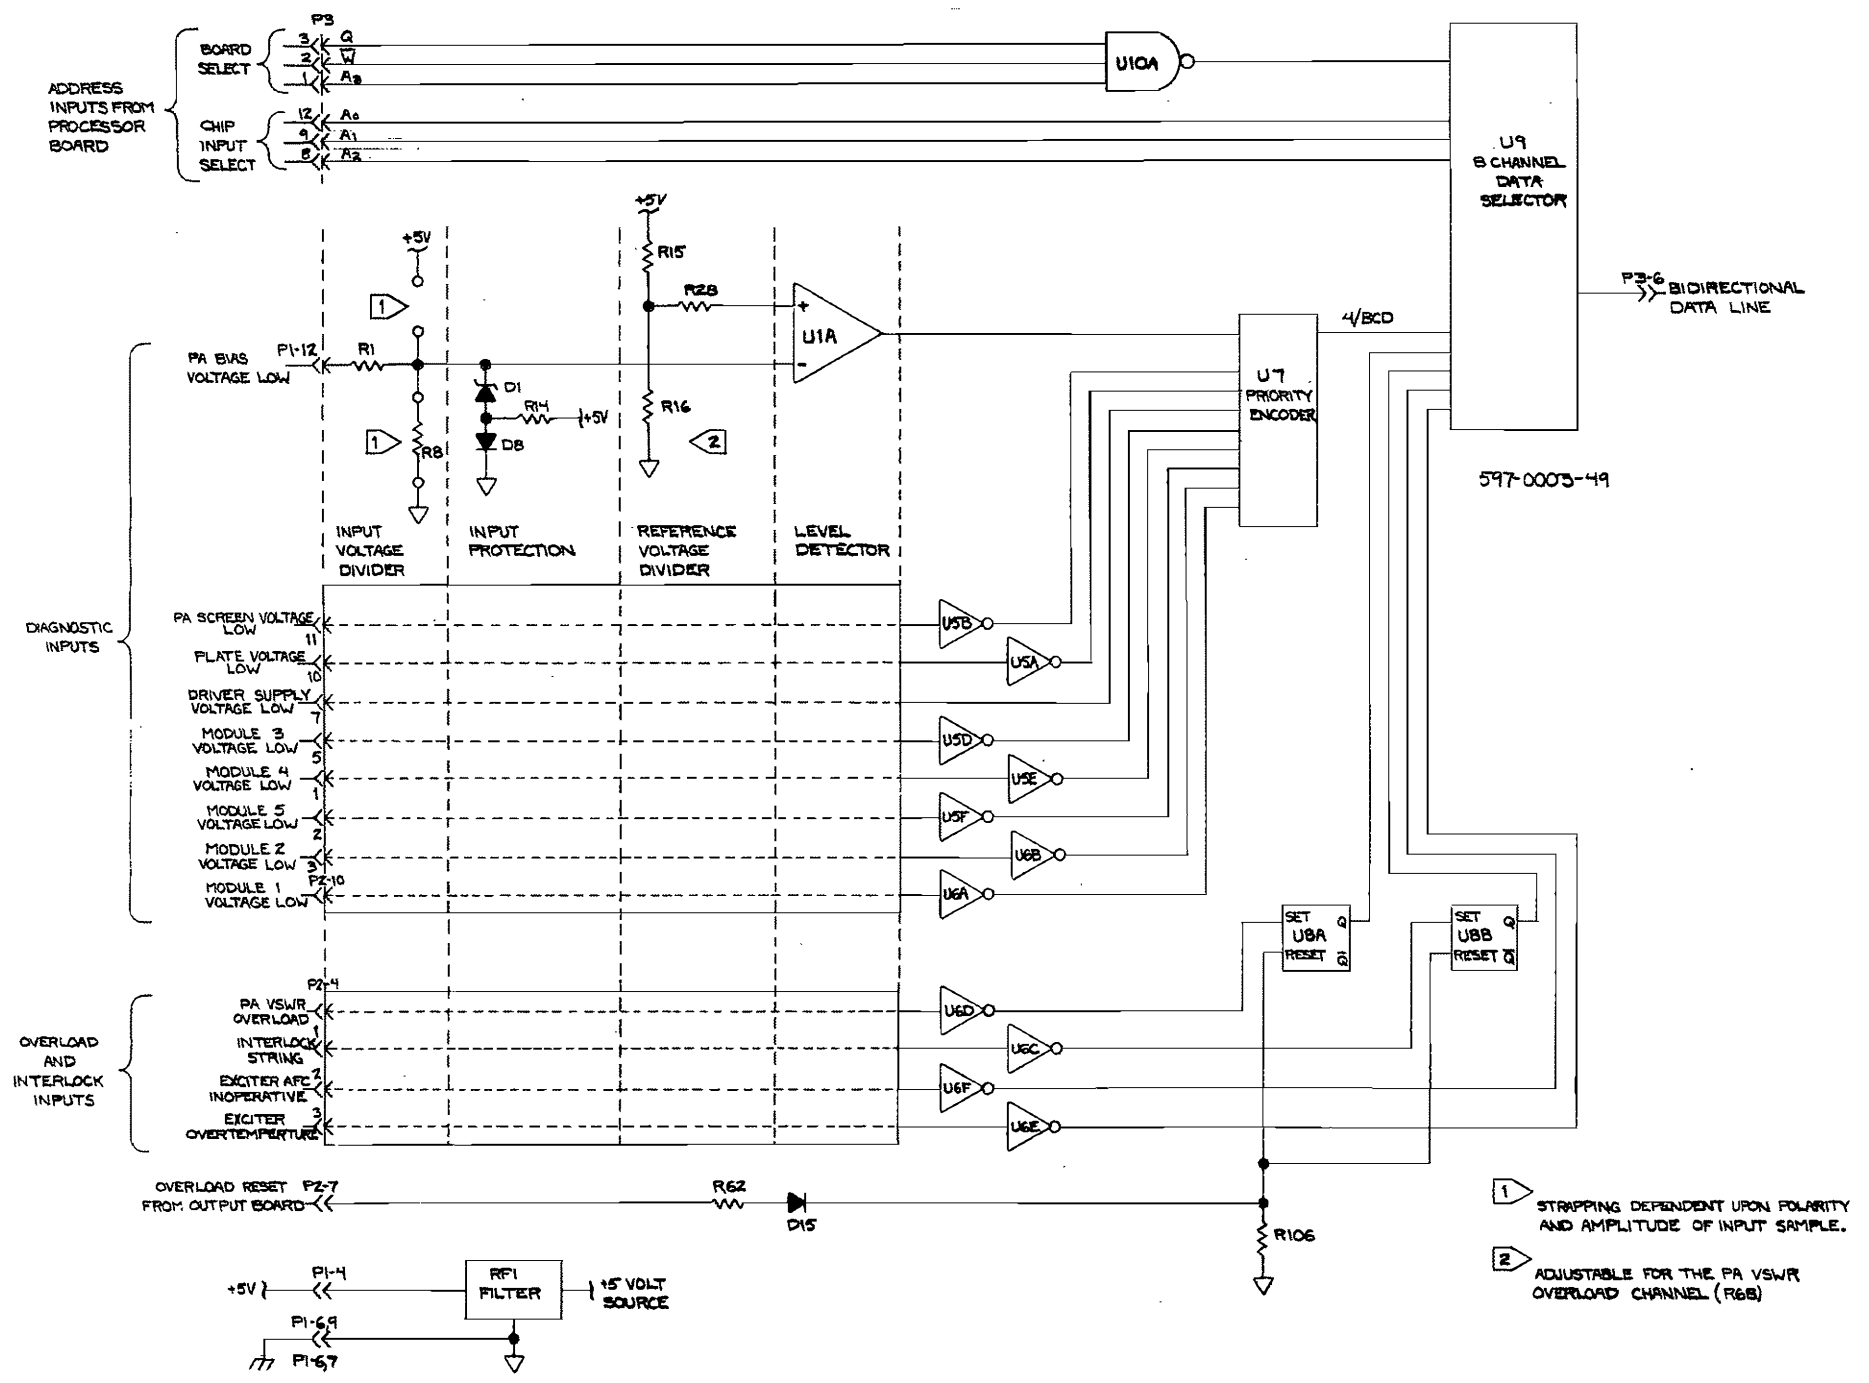 P3
BOARD
SELECT
3 Q
2 W
1 A3
ADDRESS
INPUTS FROM
PROCESSOR
BOARD
CHIP
INPUT
SELECT
12 A0
9 A1
8 A2
U10A
U9
8 CHANNEL
DATA
SELECTOR
P3-6
BIDIRECTIONAL
DATA LINE
+5V
+5V
R15
R28
1
U1A
+
-
PA BIAS
VOLTAGE LOW
P1-12
R1
D1
R14
+5V
D8
1
R8
R16
2
4/BCD
U7
PRIORITY
ENCODER
597-0003-49
INPUT
VOLTAGE
DIVIDER
INPUT
PROTECTION
REFERENCE
VOLTAGE
DIVIDER
LEVEL
DETECTOR
DIAGNOSTIC
INPUTS
PA SCREEN VOLTAGE
LOW
11
U5B
PLATE VOLTAGE
LOW
10
U5A
DRIVER SUPPLY
VOLTAGE LOW
7
MODULE 3
VOLTAGE LOW
5
U5D
MODULE 4
VOLTAGE LOW
1
U5E
MODULE 5
VOLTAGE LOW
2
U5F
MODULE 2
VOLTAGE LOW
3
U6B
P2-10
MODULE 1
VOLTAGE LOW
U6A
SET Q
U8A
RESET Q
SET Q
U8B
RESET Q
OVERLOAD
AND
INTERLOCK
INPUTS
P2-4
PA VSWR
OVERLOAD
U6D
1
INTERLOCK
STRING
U6C
2
EXCITER AFC
INOPERATIVE
U6F
3
EXCITER
OVERTEMPERTURE
U6E
OVERLOAD RESET
FROM OUTPUT BOARD
P2-7
R62
D15
R106
1
STRAPPING DEPENDENT UPON POLARITY
AND AMPLITUDE OF INPUT SAMPLE.
2
ADJUSTABLE FOR THE PA VSWR
OVERLOAD CHANNEL (R68)
+5V
P1-4
RFI
FILTER
+5 VOLT
SOURCE
P1-6,9
P1-6,7